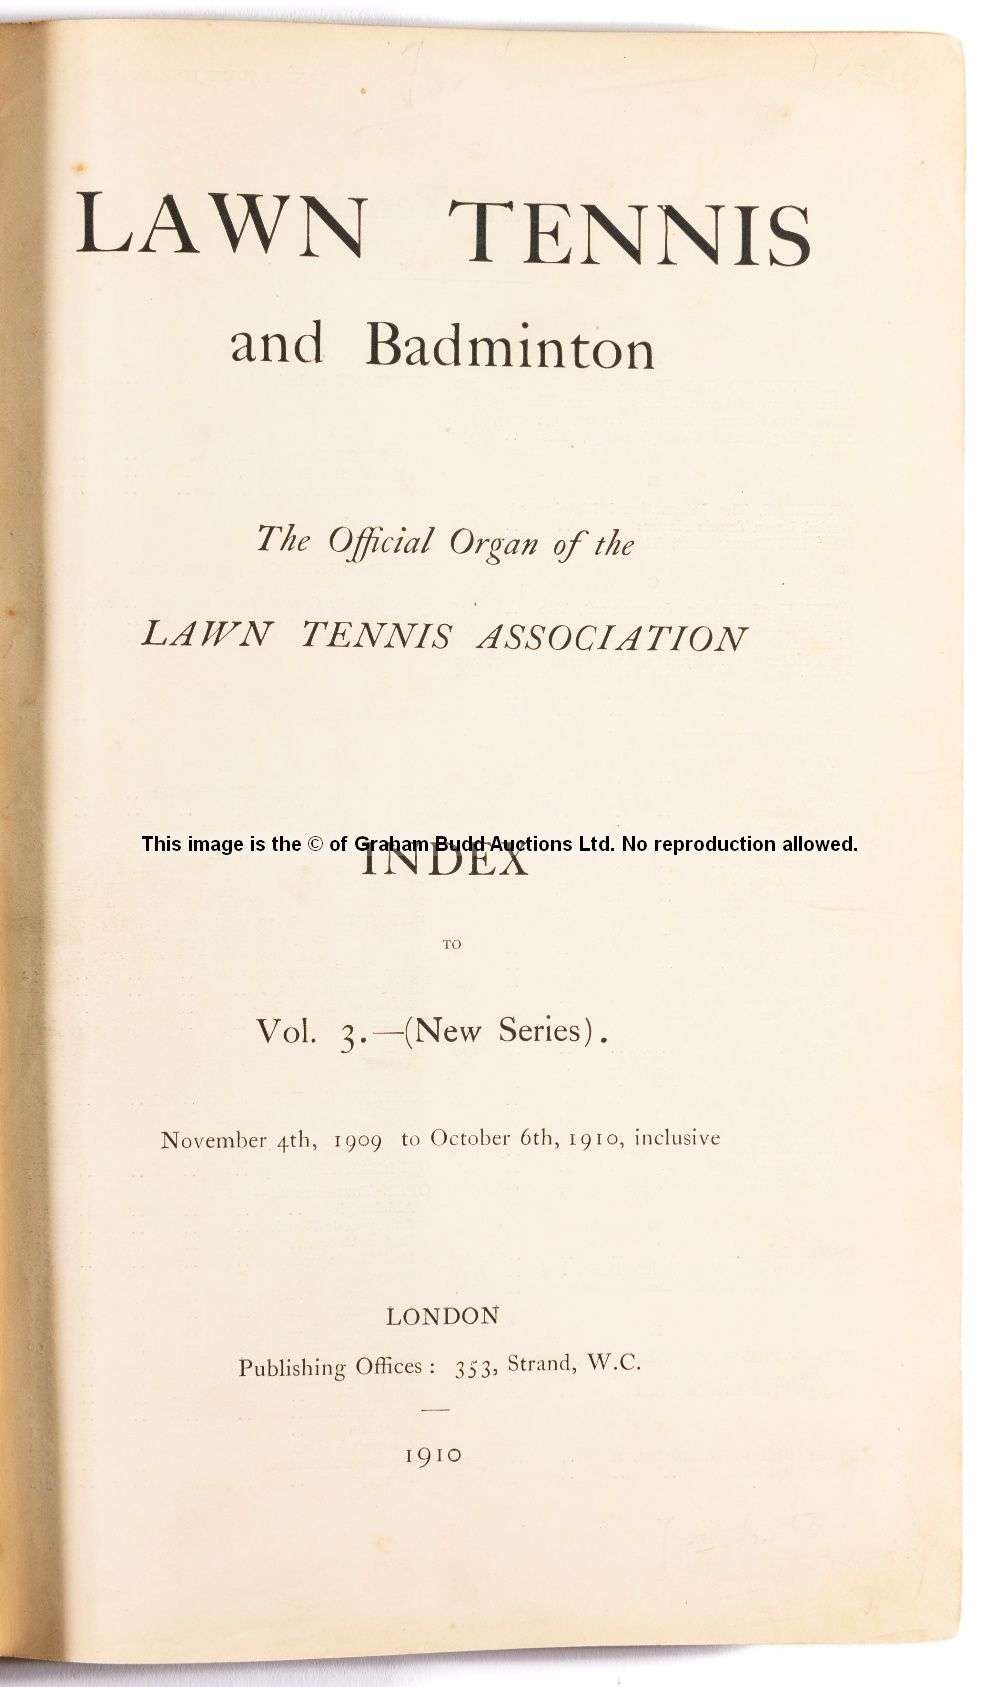 LAWN TENNIS
and Badminton
The Official Organ of the
LAWN TENNIS ASSOCIATION
This image is the © of Graham Budd Auctions Ltd. No reproduction allowed.
INDEX
TO
Vol. 3.—(New Series).
November 4th, 1909 to October 6th, 1910, inclusive
LONDON
Publishing Offices: 353, Strand, W.C.
1910